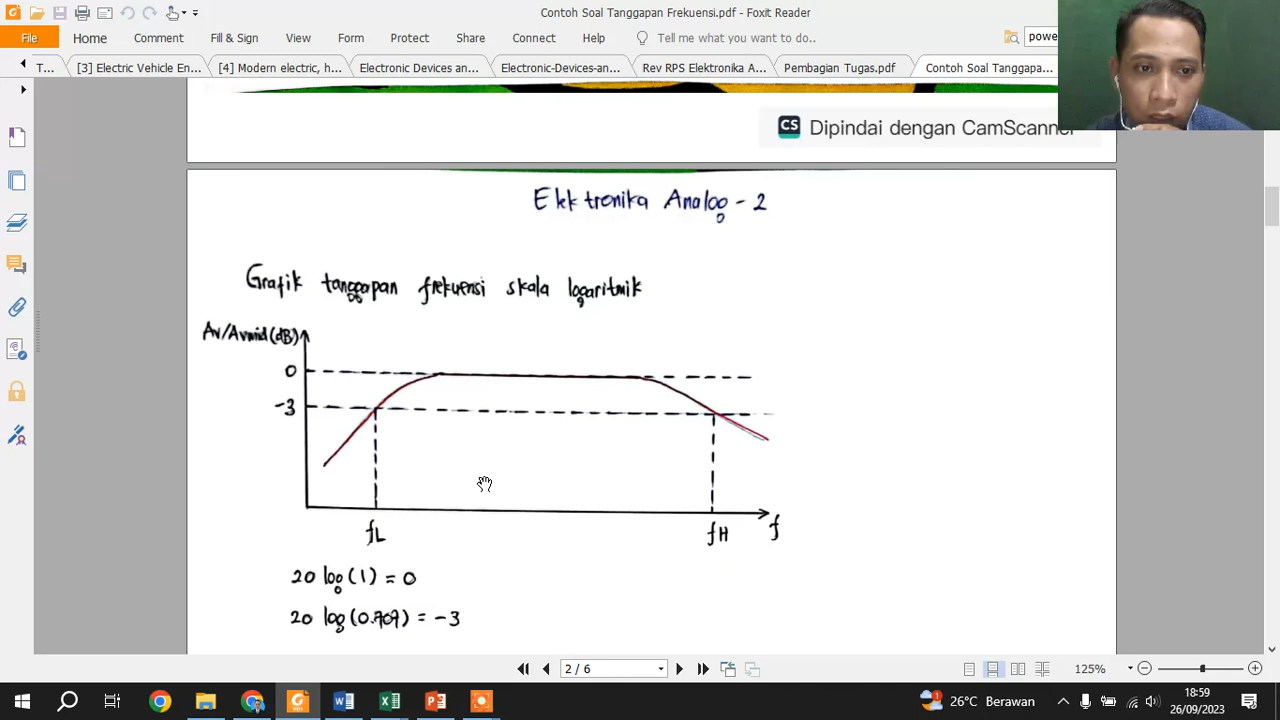 Contoh Soal Tanggapan Frekuensi.pdf - Foxit Reader
File Home Comment Fill & Sign View Form Protect Share Connect Help Tell me what you want to do.. powe
T... [3] Electric Vehicle En... [4] Modern electric, h... Electronic Devices an... Electronic-Devices-an... Rev RPS Elektronika A... Pembagian Tugas.pdf Contoh Soal Tanggapa...
CS Dipindai dengan CamScanner
Elektronika Analog - 2
Grafik tanggapan frekuensi skala logaritmik
Av/Avmid (dB)
0
-3
fL fH f
20 log (1) = 0
20 log (0.707) = -3
2 / 6 125%
26°C Berawan 18:59
26/09/2023